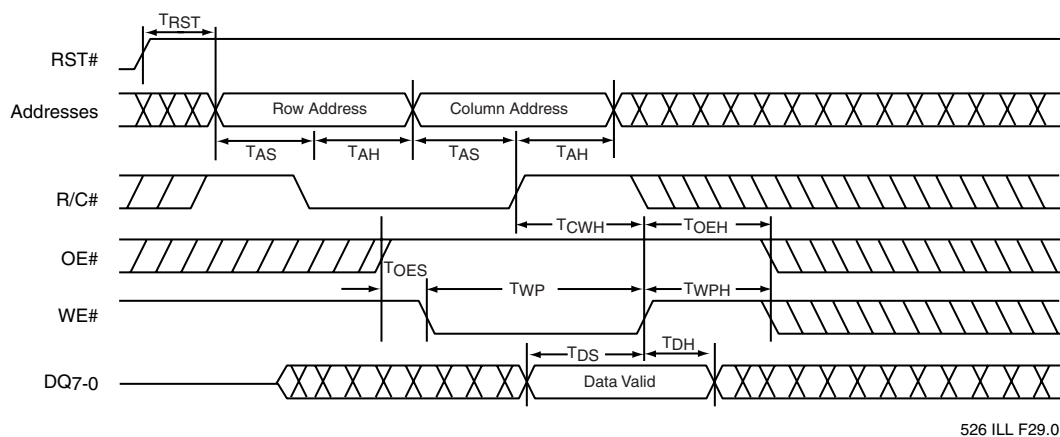 TRST
RST#
Addresses
Row Address
Column Address
TAS
TAH
TAS
TAH
R/C#
TCWH
TOEH
OE#
TOES
TWP
TWPH
WE#
TDS
TDH
DQ7-0
Data Valid
526 ILL F29.0